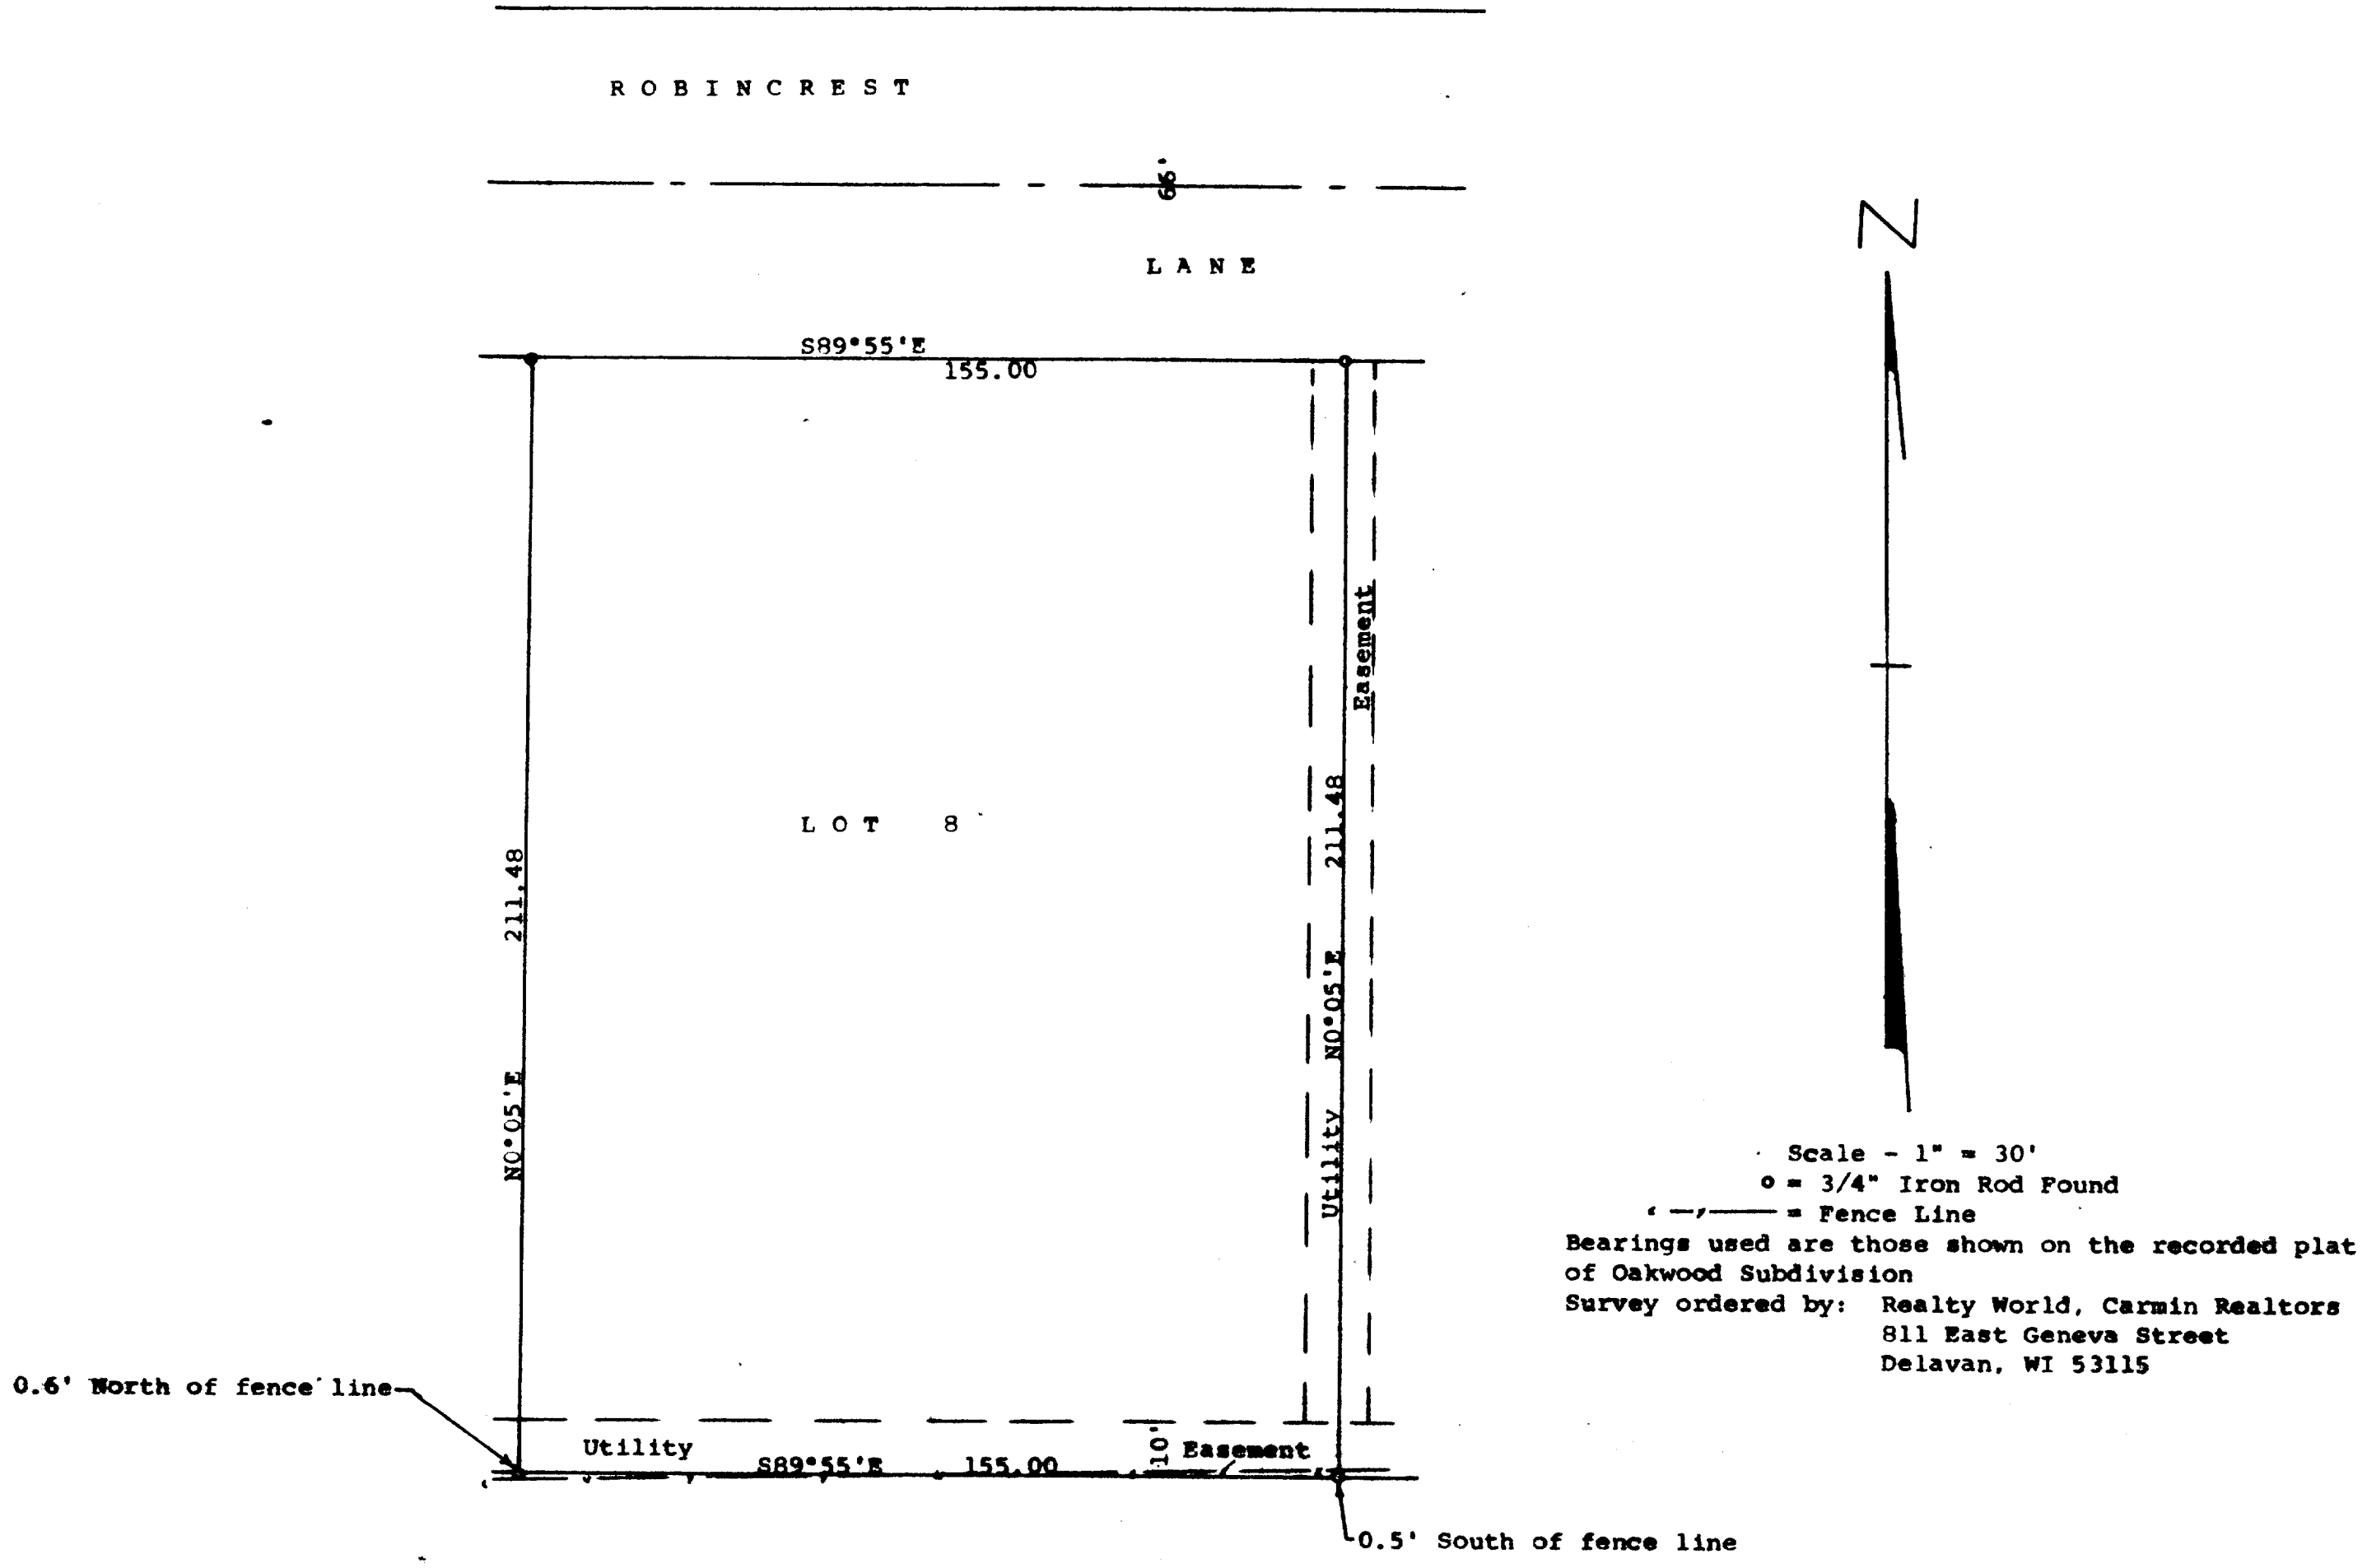 ROBINCREST
66'
LANE
N
S89°55'E
155.00
Easement
211.48
LOT 8
211.48
N0°05'E
N0°05'E
Utility
Scale - 1" = 30'
o = 3/4" Iron Rod Found
= Fence Line
Bearings used are those shown on the recorded plat
of Oakwood Subdivision
Survey ordered by: Realty World, Carmin Realtors
811 East Geneva Street
Delavan, WI 53115
0.6' North of fence line
Utility 10' Easement
S89°55'E 155.00
0.5' South of fence line